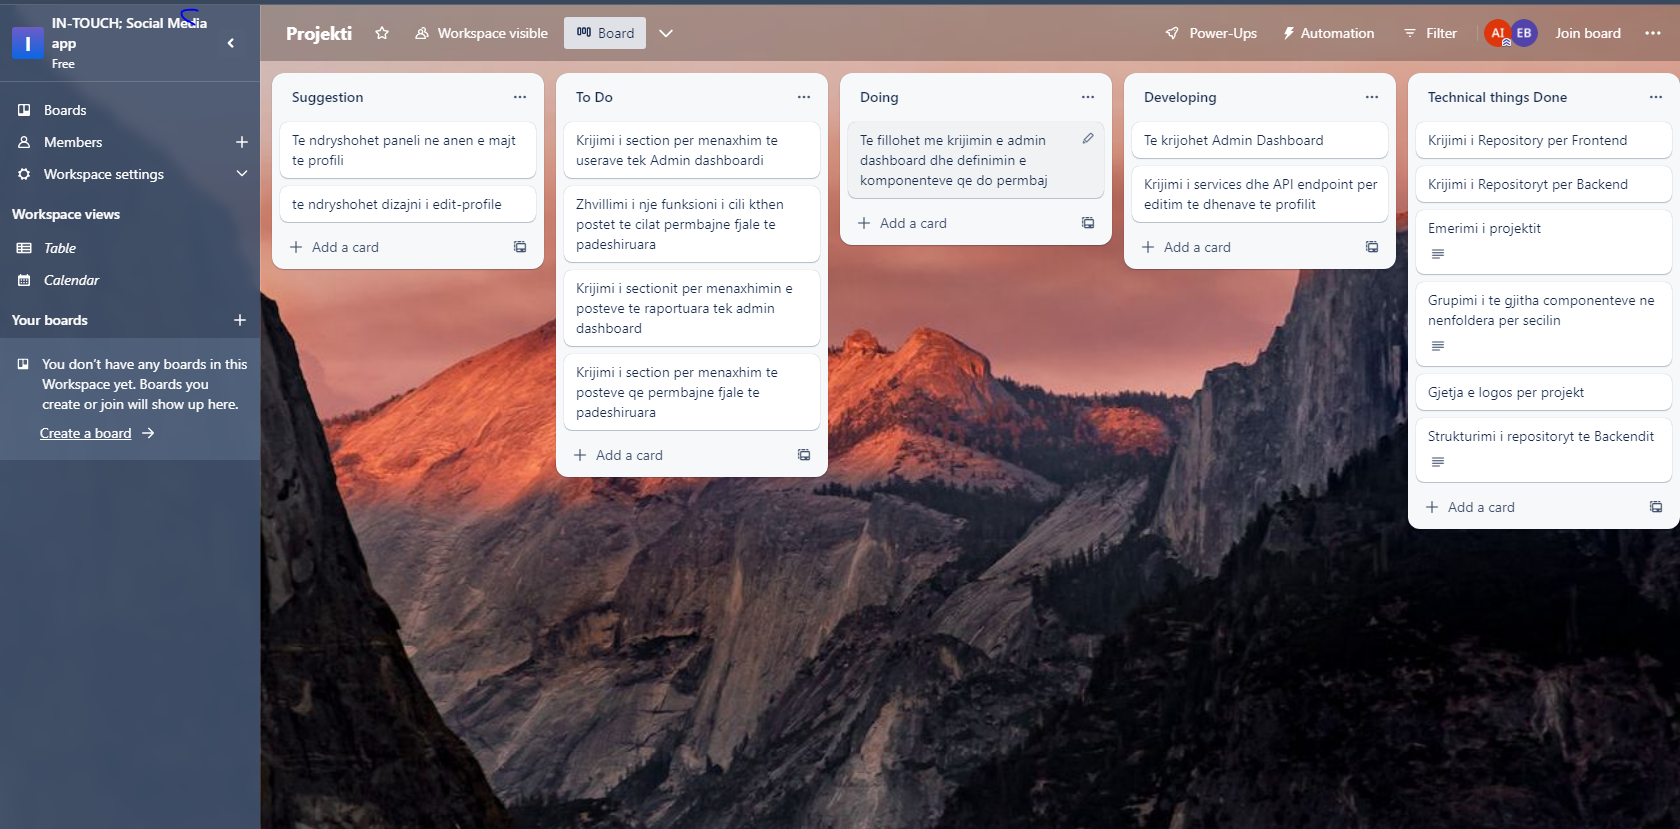 IN-TOUCH; Social Media
app
Free
I
Boards
Members
Workspace settings
Workspace views
Table
Calendar
Your boards
You don't have any boards in this
Workspace yet. Boards you
create or join will show up here.
Create a board
Projekti
Workspace visible
Board
Power-Ups
Automation
Filter
AI
EB
Join board
Suggestion
Te ndryshohet paneli ne anen e majt
te profili
te ndryshohet dizajni i edit-profile
Add a card
To Do
Krijimi i section per menaxhim te
userave tek Admin dashboardi
Zhvillimi i nje funksioni i cili kthen
postet te cilat permbajne fjale te
padeshiruara
Krijimi i sectionit per menaxhimin e
posteve te raportuara tek admin
dashboard
Krijimi i section per menaxhim te
posteve qe permbajne fjale te
padeshiruara
Add a card
Doing
Te fillohet me krijimin e admin
dashboard dhe definimin e
komponenteve qe do permbaj
Add a card
Developing
Te krijohet Admin Dashboard
Krijimi i services dhe API endpoint per
editim te dhenave te profilit
Add a card
Technical things Done
Krijimi i Repository per Frontend
Krijimi i Repositoryt per Backend
Emerimi i projektit
Grupimi i te gjitha componenteve ne
nenfoldera per secilin
Gjetja e logos per projekt
Strukturimi i repositoryt te Backendit
Add a card